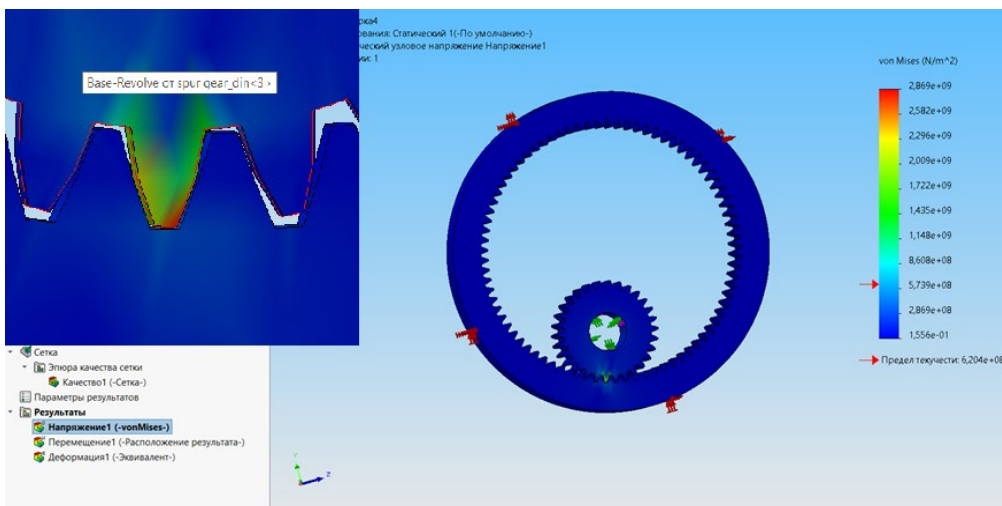 Base-Revolve от spur gear_din<3>
рка4
ования: Статический 1(-По умолчанию-)
ческий узловое напряжение Напряжение1
ии: 1
von Mises (N/m^2)
2,869e+09
2,582e+09
2,296e+09
2,009e+09
1,722e+09
1,435e+09
1,148e+09
8,608e+08
5,739e+08
2,869e+08
1,556e-01
Предел текучести: 6,204e+08
Сетка
Эпюра качества сетки
Качество1 (-Сетка-)
Параметры результатов
Результаты
Напряжение1 (-vonMises-)
Перемещение1 (-Расположение результата-)
Деформация1 (-Эквивалент-)
Y
Z